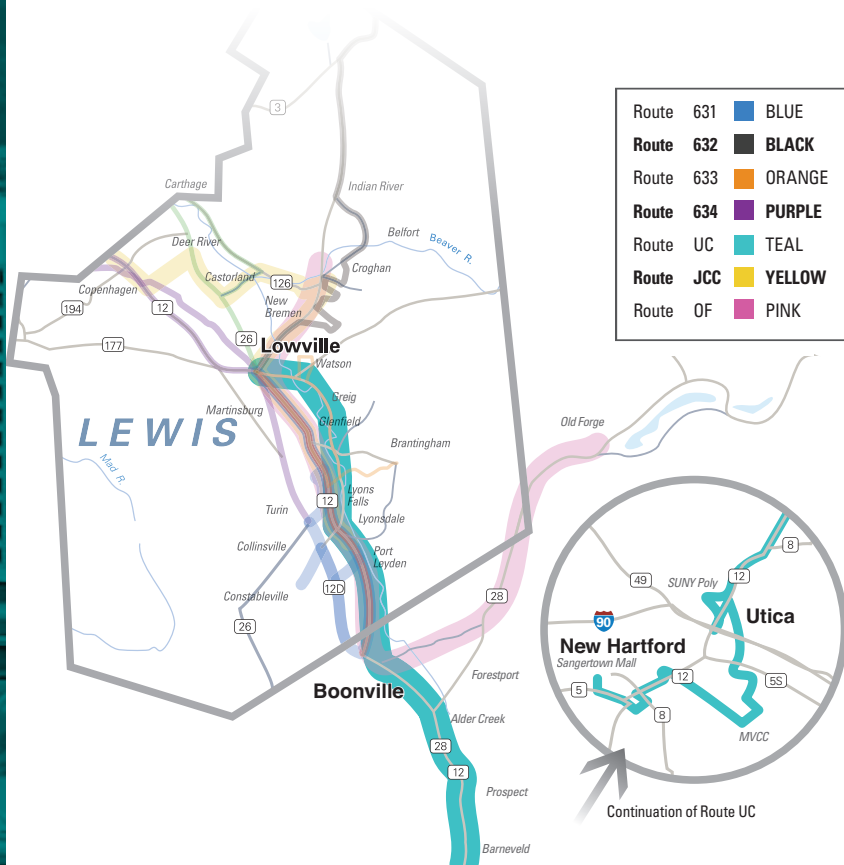 3
Carthage
Indian River
Deer River
Belfort
Beaver R.
Castorland
126
Croghan
Copenhagen
New
Bremen
194
12
26
177
Lowville
Watson
Martinsburg
Greig
Glenfield
LEWIS
Brantingham
Mad R.
12
Lyons
Falls
Turin
Lyonsdale
Collinsville
Port
Leyden
12D
Constableville
26
Boonville
Old Forge
28
Forestport
Alder Creek
28
12
Prospect
Barneveld
Route 631 BLUE
Route 632 BLACK
Route 633 ORANGE
Route 634 PURPLE
Route UC TEAL
Route JCC YELLOW
Route OF PINK
8
49
SUNY Poly
12
90
Utica
New Hartford
Sangertown Mall
12
5
5S
8
MVCC
Continuation of Route UC